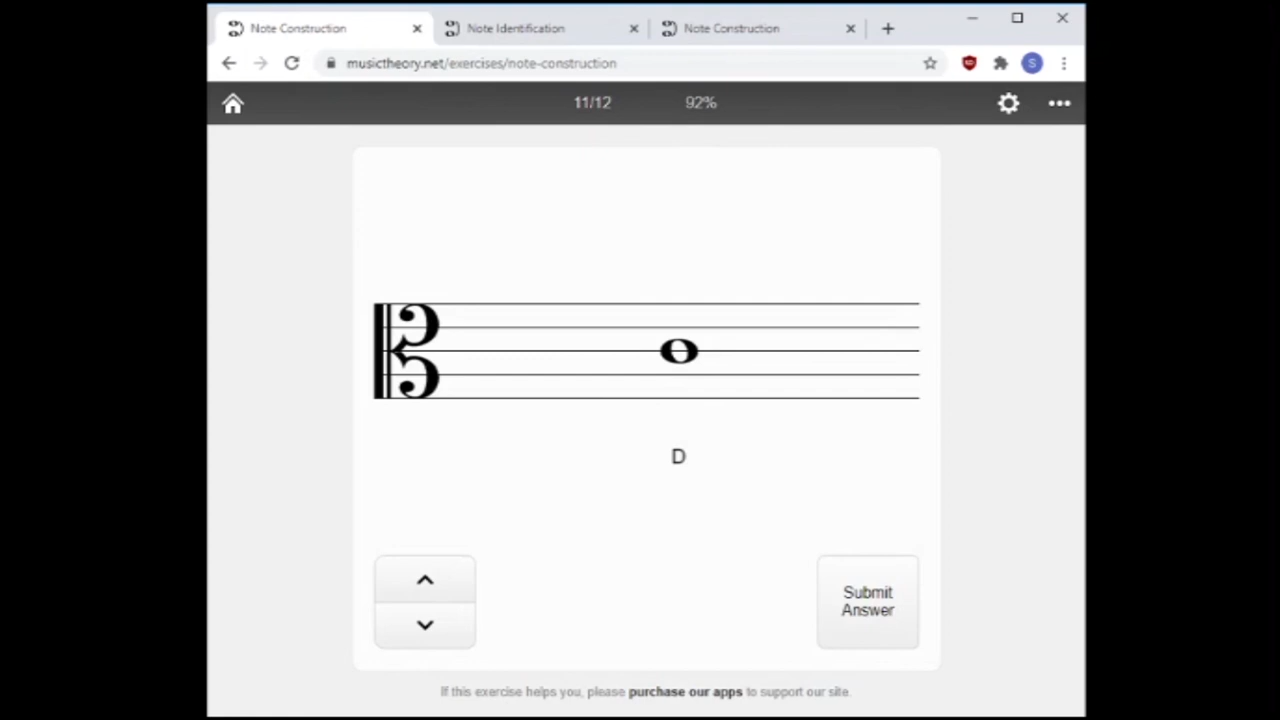 Note Construction
Note Identification
Note Construction
musictheory.net/exercises/note-construction
S
11/12
92%
D
Submit
Answer
If this exercise helps you, please purchase our apps to support our site.